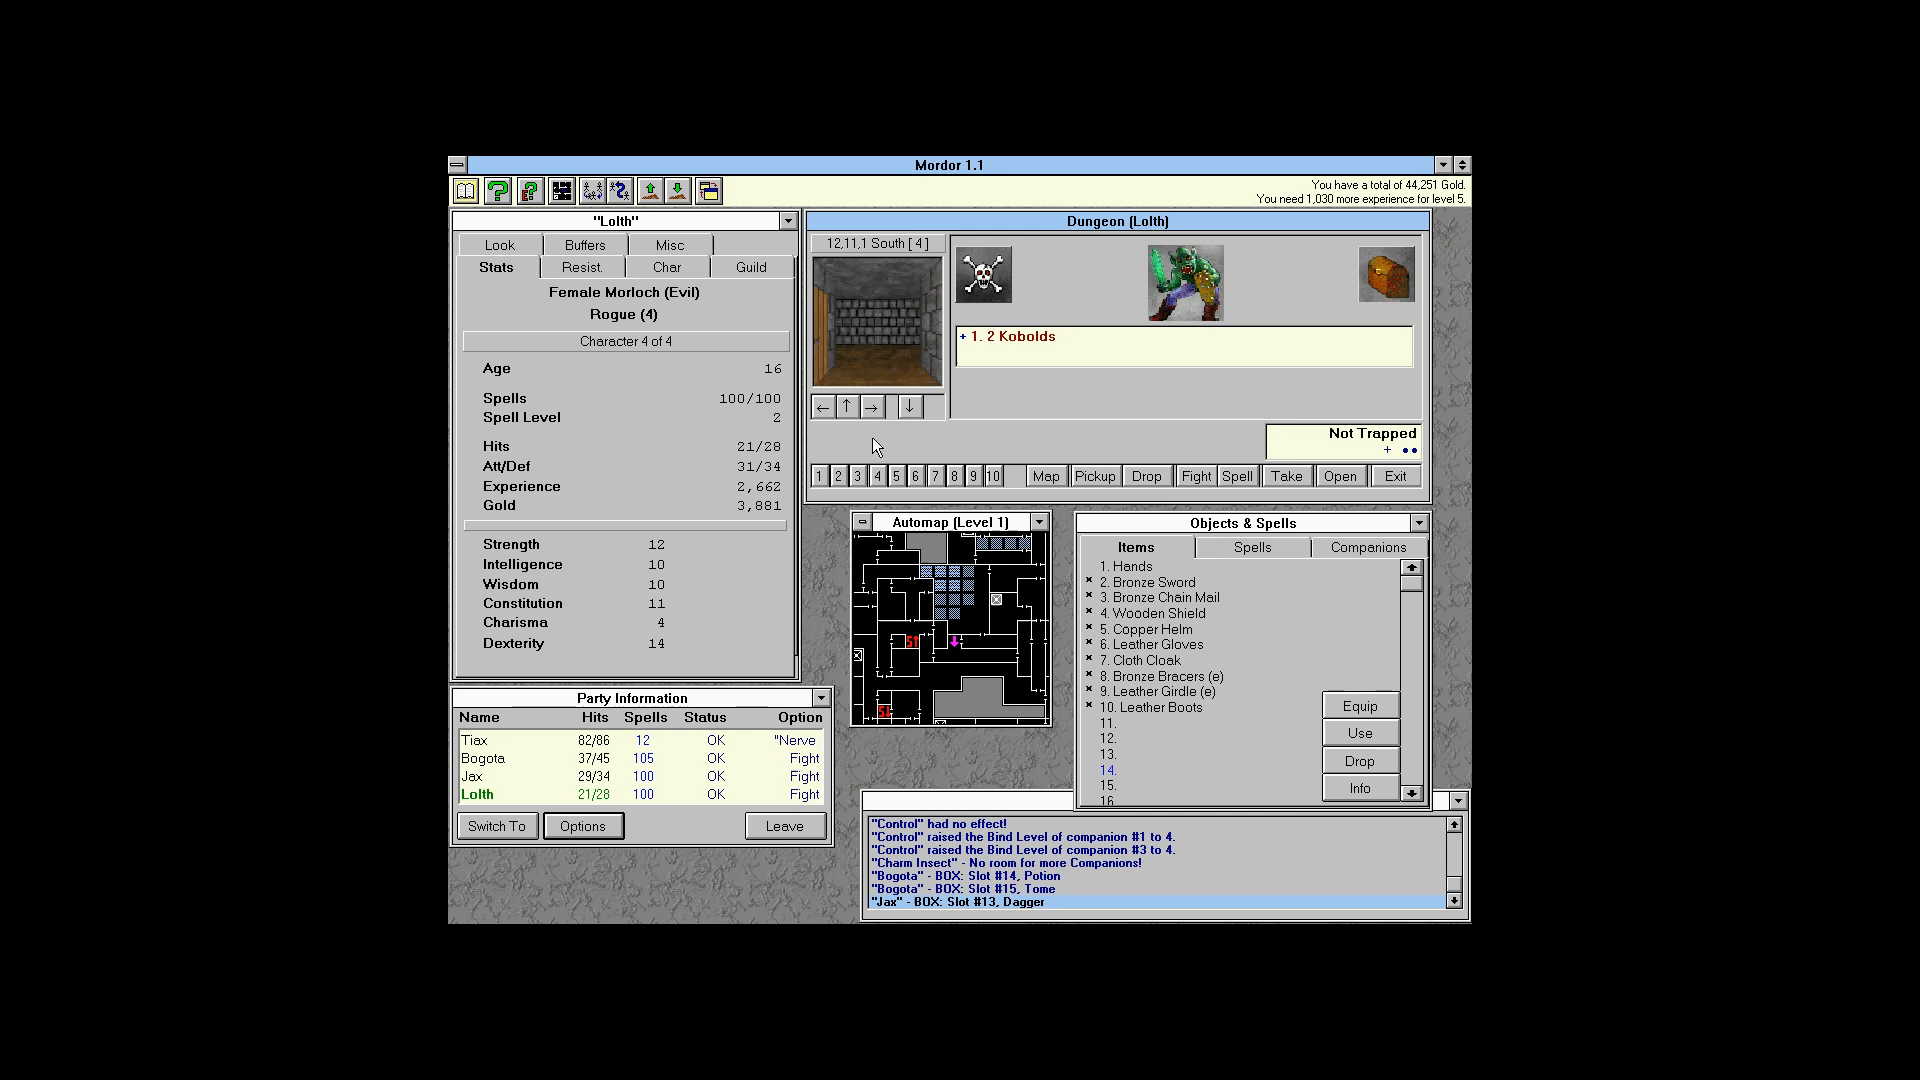 Mordor 1.1
You have a total of 44,251 Gold.
You need 1,030 more experience for level 5.
"Lolth"
Look Buffers Misc
Stats Resist. Char Guild
Female Morloch (Evil)
Rogue (4)
Character 4 of 4
Age 16
Spells 100/100
Spell Level 2
Hits 21/28
Att/Def 31/34
Experience 2,662
Gold 3,881
Strength 12
Intelligence 10
Wisdom 10
Constitution 11
Charisma 4
Dexterity 14
Dungeon (Lolth)
12,11,1 South [ 4 ]
+ 1. 2 Kobolds
Not Trapped
+
1 2 3 4 5 6 7 8 9 10 Map Pickup Drop Fight Spell Take Open Exit
Party Information
Name Hits Spells Status Option
Tiax 82/86 12 OK "Nerve
Bogota 37/45 105 OK Fight
Jax 29/34 100 OK Fight
Lolth 21/28 100 OK Fight
Switch To Options Leave
Automap (Level 1)
Objects & Spells
Items Spells Companions
1. Hands
* 2. Bronze Sword
* 3. Bronze Chain Mail
* 4. Wooden Shield
* 5. Copper Helm
* 6. Leather Gloves
* 7. Cloth Cloak
* 8. Bronze Bracers (e)
* 9. Leather Girdle (e)
* 10. Leather Boots
11.
12.
13.
14.
15.
16
Equip
Use
Drop
Info
"Control" had no effect!
"Control" raised the Bind Level of companion #1 to 4.
"Control" raised the Bind Level of companion #3 to 4.
"Charm Insect" - No room for more Companions!
"Bogota" - BOX: Slot #14, Potion
"Bogota" - BOX: Slot #15, Tome
"Jax" - BOX: Slot #13, Dagger